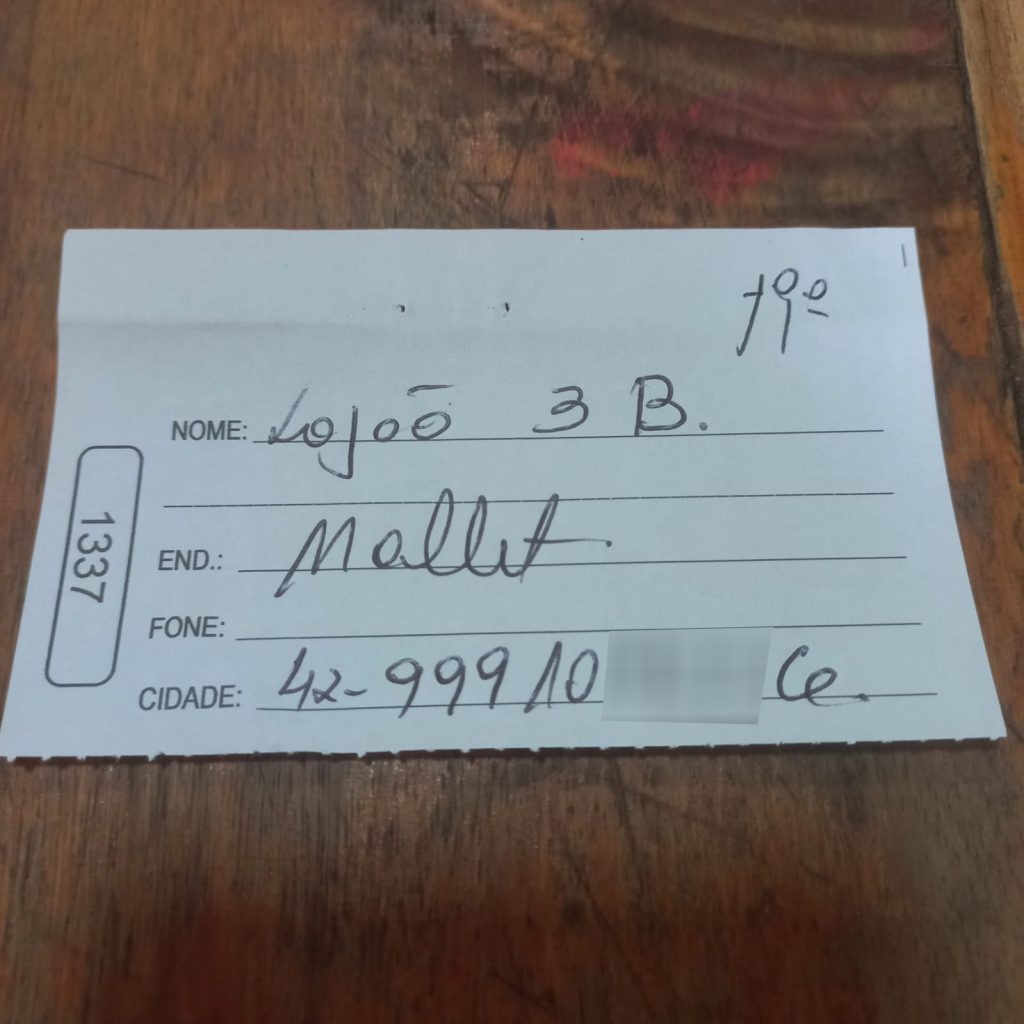 19º
NOME: Lojão 3 B.
1337
END.: Mallet.
FONE:
CIDADE: 42-99910 Ce.